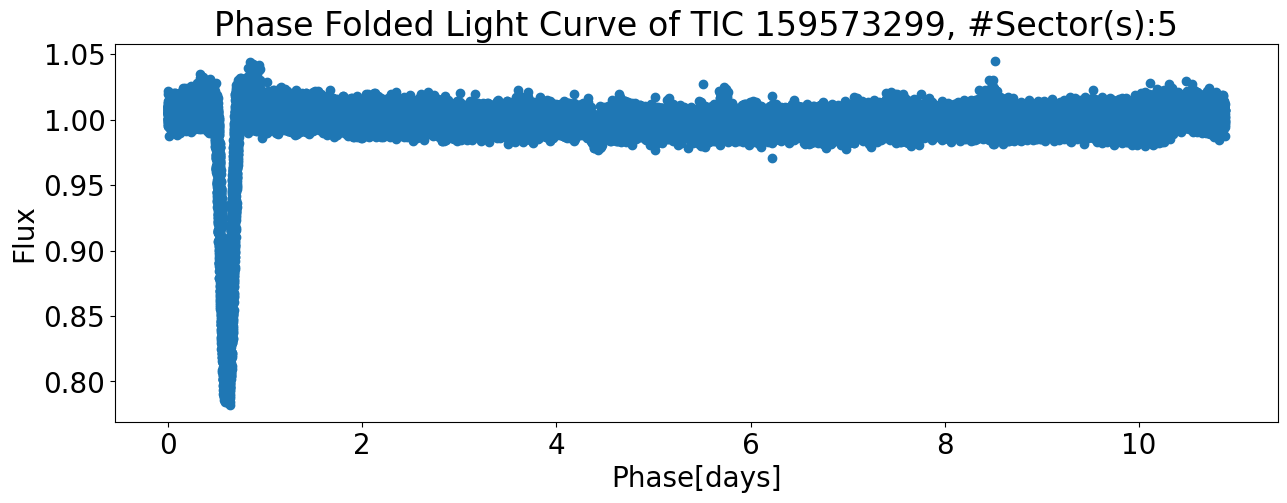 Phase Folded Light Curve of TIC 159573299, #Sector(s):5
1.05
1.00
0.95
0.90
0.85
0.80
Flux
0 2 4 6 8 10
Phase[days]